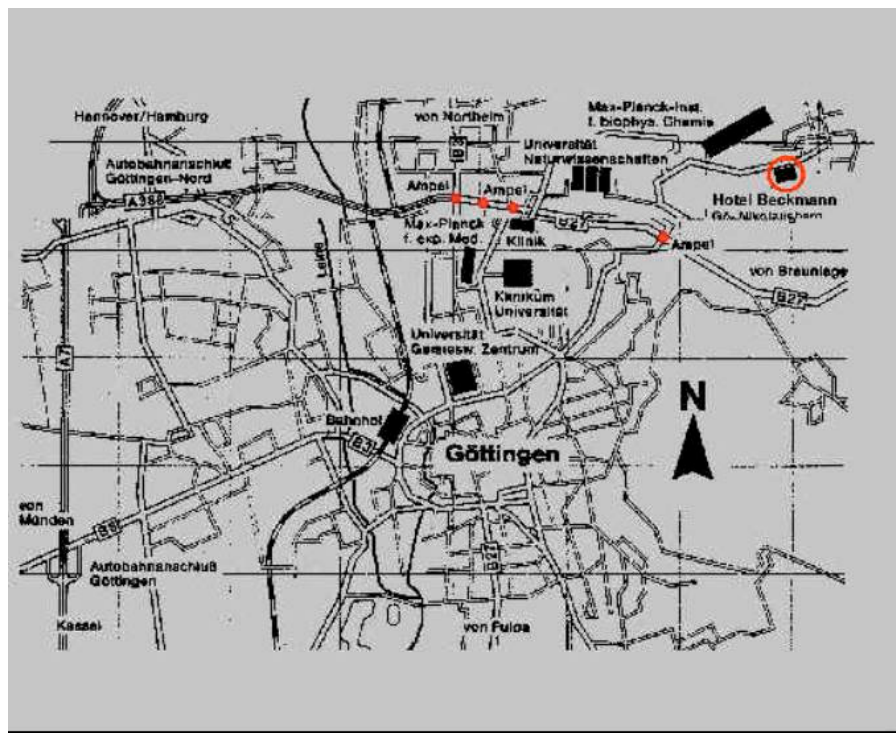 Hannover/Hamburg
von Northeim
Max-Planck-Inst.
f. biophys. Chemie
Autobahnanschluß
Göttingen-Nord
Universität
Naturwissenschaften
Ampel
Ampel
A388
B27
Hotel Beckmann
Max-Planck
f. exp. Med.
Klinik
Ampel
Leine
von Braunlage
B27
Klinikum
Universität
Universität
Geniesw. Zentrum
A7
N
Bahnhof
B3
Göttingen
von
Münden
Autobahnanschluß
Göttingen
Kassel
von Fulda